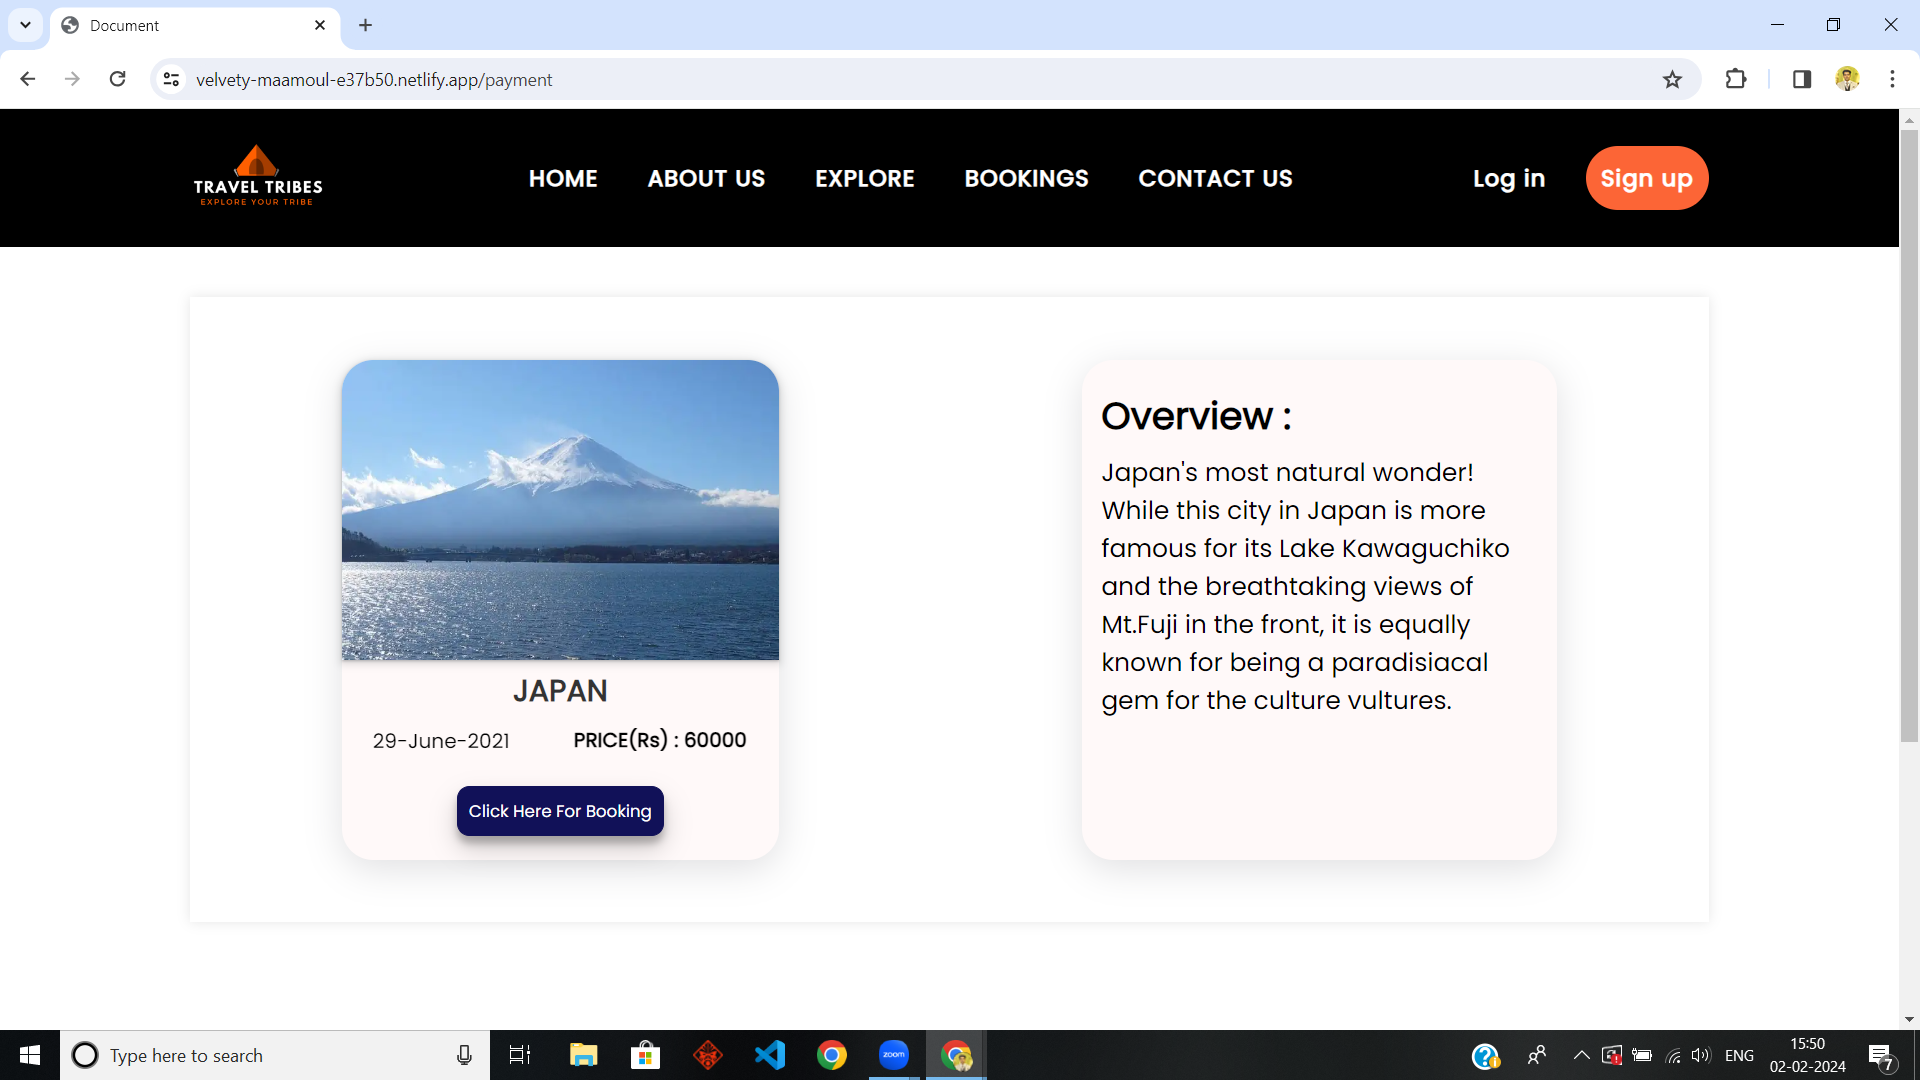 Document
velvety-maamoul-e37b50.netlify.app/payment
TRAVEL TRIBES
EXPLORE YOUR TRIBE
HOME ABOUT US EXPLORE BOOKINGS CONTACT US Log in Sign up
JAPAN
29-June-2021 PRICE(Rs) : 60000
Click Here For Booking
Overview :
Japan's most natural wonder!
While this city in Japan is more
famous for its Lake Kawaguchiko
and the breathtaking views of
Mt.Fuji in the front, it is equally
known for being a paradisiacal
gem for the culture vultures.
Type here to search
zoom
ENG
15:50
02-02-2024
7